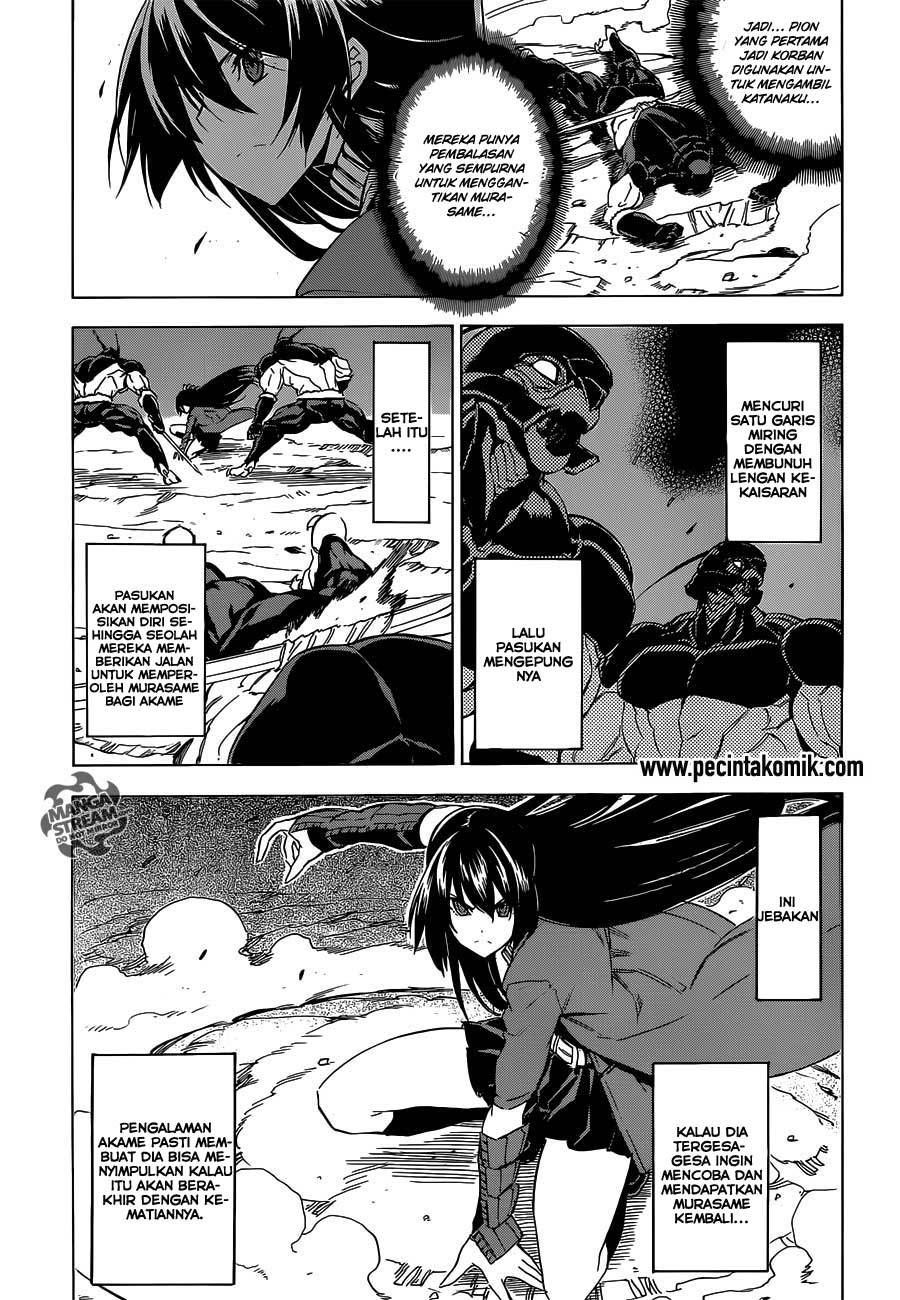 JADI... PION
YANG PERTAMA
JADI KORBAN
DIGUNAKAN UN-
TUK MENGAMBIL
KATANAKU...
MEREKA PUNYA
PEMBALASAN
YANG SEMPURNA
UNTUK MENGGAN-
TIKAN MURA-
SAME...
MENCURI
SATU GARIS
MIRING
DENGAN
MEMBUNUH
LENGAN KE-
KAISARAN
LALU
PASUKAN
MENGEPUNG
NYA
SETE-
LAH ITU
....
PASUKAN
AKAN MEMPOSI-
SIKAN DIRI SE-
HINGGA SEOLAH
MEREKA MEM-
BERIKAN JALAN
UNTUK MEMPER-
OLEH MURASAME
BAGI AKAME
www.pecintakomik.com
MANGA
STREAM
DO NOT MIRROR
INI
JEBAKAN
KALAU DIA
TERGESA-
GESA INGIN
MENCOBA DAN
MENDAPATKAN
MURASAME
KEMBALI...
PENGALAMAN
AKAME PASTI MEM-
BUAT DIA BISA ME-
NYIMPULKAN KALAU
ITU AKAN BERA-
KHIR DENGAN KE-
MATIANNYA.